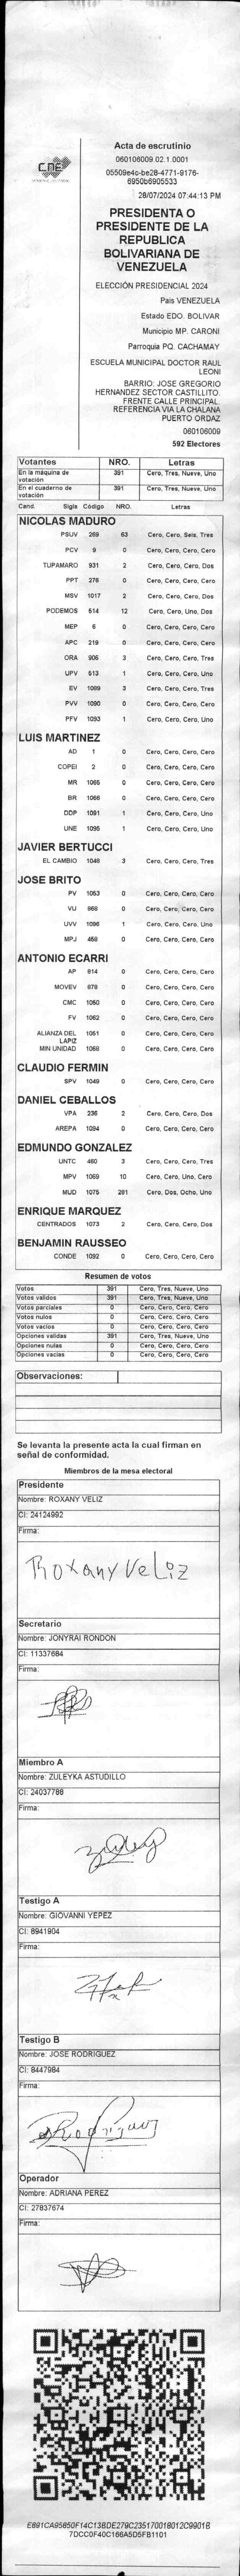 CNE
Acta de escrutinio
060106009.02.1.0001
05509e4c-be28-4771-9176-
6950b6905533
28/07/2024 07:44:13 PM
PRESIDENTA O
PRESIDENTE DE LA
REPUBLICA
BOLIVARIANA DE
VENEZUELA
ELECCIÓN PRESIDENCIAL 2024
Pais VENEZUELA
Estado EDO. BOLIVAR
Municipio MP. CARONI
Parroquia PQ. CACHAMAY
ESCUELA MUNICIPAL DOCTOR RAUL
LEONI
BARRIO: JOSE GREGORIO
HERNANDEZ SECTOR CASTILLITO.
FRENTE CALLE PRINCIPAL.
REFERENCIA VIA LA CHALANA
PUERTO ORDAZ
060106009
592 Electores
Votantes NRO. Letras
En la máquina de votación 391 Cero, Tres, Nueve, Uno
En el cuaderno de votación 391 Cero, Tres, Nueve, Uno
Cand. Sigla Código NRO. Letras
NICOLAS MADURO
PSUV 269 63 Cero, Cero, Seis, Tres
PCV 9 0 Cero, Cero, Cero, Cero
TUPAMARO 931 2 Cero, Cero, Cero, Dos
PPT 276 0 Cero, Cero, Cero, Cero
MSV 1017 2 Cero, Cero, Cero, Dos
PODEMOS 514 12 Cero, Cero, Uno, Dos
MEP 6 0 Cero, Cero, Cero, Cero
APC 219 0 Cero, Cero, Cero, Cero
ORA 906 3 Cero, Cero, Cero, Tres
UPV 513 1 Cero, Cero, Cero, Uno
EV 1089 3 Cero, Cero, Cero, Tres
PVV 1090 0 Cero, Cero, Cero, Cero
PFV 1093 1 Cero, Cero, Cero, Uno
LUIS MARTINEZ
AD 1 0 Cero, Cero, Cero, Cero
COPEI 2 0 Cero, Cero, Cero, Cero
MR 1065 0 Cero, Cero, Cero, Cero
BR 1066 0 Cero, Cero, Cero, Cero
DDP 1091 1 Cero, Cero, Cero, Uno
UNE 1095 1 Cero, Cero, Cero, Uno
JAVIER BERTUCCI
EL CAMBIO 1048 3 Cero, Cero, Cero, Tres
JOSE BRITO
PV 1053 0 Cero, Cero, Cero, Cero
VU 868 0 Cero, Cero, Cero, Cero
UVV 1096 1 Cero, Cero, Cero, Uno
MPJ 458 0 Cero, Cero, Cero, Cero
ANTONIO ECARRI
AP 814 0 Cero, Cero, Cero, Cero
MOVEV 878 0 Cero, Cero, Cero, Cero
CMC 1050 0 Cero, Cero, Cero, Cero
FV 1062 0 Cero, Cero, Cero, Cero
ALIANZA DEL LAPIZ 1051 0 Cero, Cero, Cero, Cero
MIN UNIDAD 1068 0 Cero, Cero, Cero, Cero
CLAUDIO FERMIN
SPV 1049 0 Cero, Cero, Cero, Cero
DANIEL CEBALLOS
VPA 236 2 Cero, Cero, Cero, Dos
AREPA 1094 0 Cero, Cero, Cero, Cero
EDMUNDO GONZALEZ
UNTC 460 3 Cero, Cero, Cero, Tres
MPV 1069 10 Cero, Cero, Uno, Cero
MUD 1075 281 Cero, Dos, Ocho, Uno
ENRIQUE MARQUEZ
CENTRADOS 1073 2 Cero, Cero, Cero, Dos
BENJAMIN RAUSSEO
CONDE 1092 0 Cero, Cero, Cero, Cero
Resumen de votos
Votos 391 Cero, Tres, Nueve, Uno
Votos validos 391 Cero, Tres, Nueve, Uno
Votos parciales 0 Cero, Cero, Cero, Cero
Votos nulos 0 Cero, Cero, Cero, Cero
Votos vacios 0 Cero, Cero, Cero, Cero
Opciones validas 391 Cero, Tres, Nueve, Uno
Opciones nulas 0 Cero, Cero, Cero, Cero
Opciones vacias 0 Cero, Cero, Cero, Cero
Observaciones:
Se levanta la presente acta la cual firman en
señal de conformidad.
Miembros de la mesa electoral
Presidente
Nombre: ROXANY VELIZ
CI: 24124992
Firma:
Roxany Veliz
Secretario
Nombre: JONYRAI RONDON
CI: 11337684
Firma:
Miembro A
Nombre: ZULEYKA ASTUDILLO
CI: 24037788
Firma:
Testigo A
Nombre: GIOVANNI YEPEZ
CI: 8941904
Firma:
Testigo B
Nombre: JOSE RODRIGUEZ
CI: 8447984
Firma:
Operador
Nombre: ADRIANA PEREZ
CI: 27837674
Firma:
E891CA95650F14C13BDE279C235170018012C9901B
7DCC0F40C166A5D5FB1101